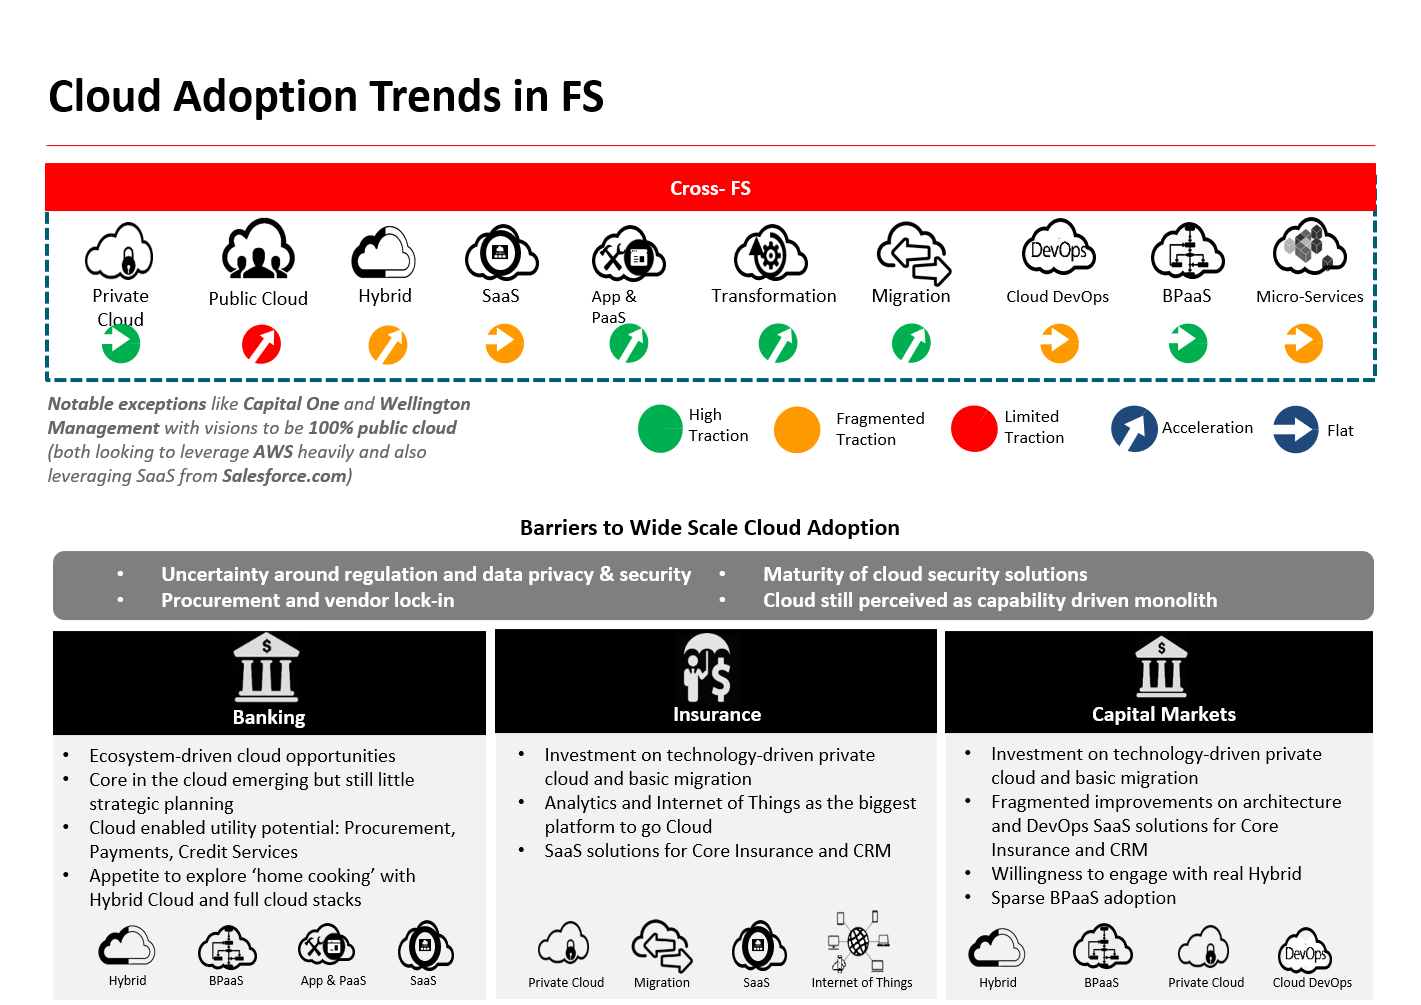 Cloud Adoption Trends in FS
Cross- FS
DevOps
Private
Cloud
Public Cloud
Hybrid
SaaS
App &
PaaS
Transformation
Migration
Cloud DevOps
BPaaS
Micro-Services
Notable exceptions like Capital One and Wellington
Management with visions to be 100% public cloud
(both looking to leverage AWS heavily and also
leveraging SaaS from Salesforce.com)
High
Traction
Fragmented
Traction
Limited
Traction
Acceleration
Flat
Barriers to Wide Scale Cloud Adoption
• Uncertainty around regulation and data privacy & security
• Procurement and vendor lock-in
• Maturity of cloud security solutions
• Cloud still perceived as capability driven monolith
$
Banking
• Ecosystem-driven cloud opportunities
• Core in the cloud emerging but still little
strategic planning
• Cloud enabled utility potential: Procurement,
Payments, Credit Services
• Appetite to explore ‘home cooking’ with
Hybrid Cloud and full cloud stacks
Hybrid
BPaaS
App & PaaS
SaaS
$
Insurance
• Investment on technology-driven private
cloud and basic migration
• Analytics and Internet of Things as the biggest
platform to go Cloud
• SaaS solutions for Core Insurance and CRM
Private Cloud
Migration
SaaS
Internet of Things
$
Capital Markets
• Investment on technology-driven private
cloud and basic migration
• Fragmented improvements on architecture
and DevOps SaaS solutions for Core
Insurance and CRM
• Willingness to engage with real Hybrid
• Sparse BPaaS adoption
DevOps
Hybrid
BPaaS
Private Cloud
Cloud DevOps